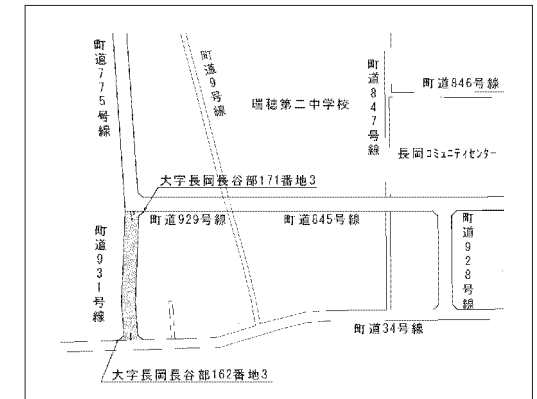 町道775号線
町道9号線
町道847号線
町道846号線
瑞穂第二中学校
長岡コミュニティセンター
大字長岡長谷部171番地3
町道929号線
町道845号線
町道931号線
町道928号線
町道34号線
大字長岡長谷部162番地3